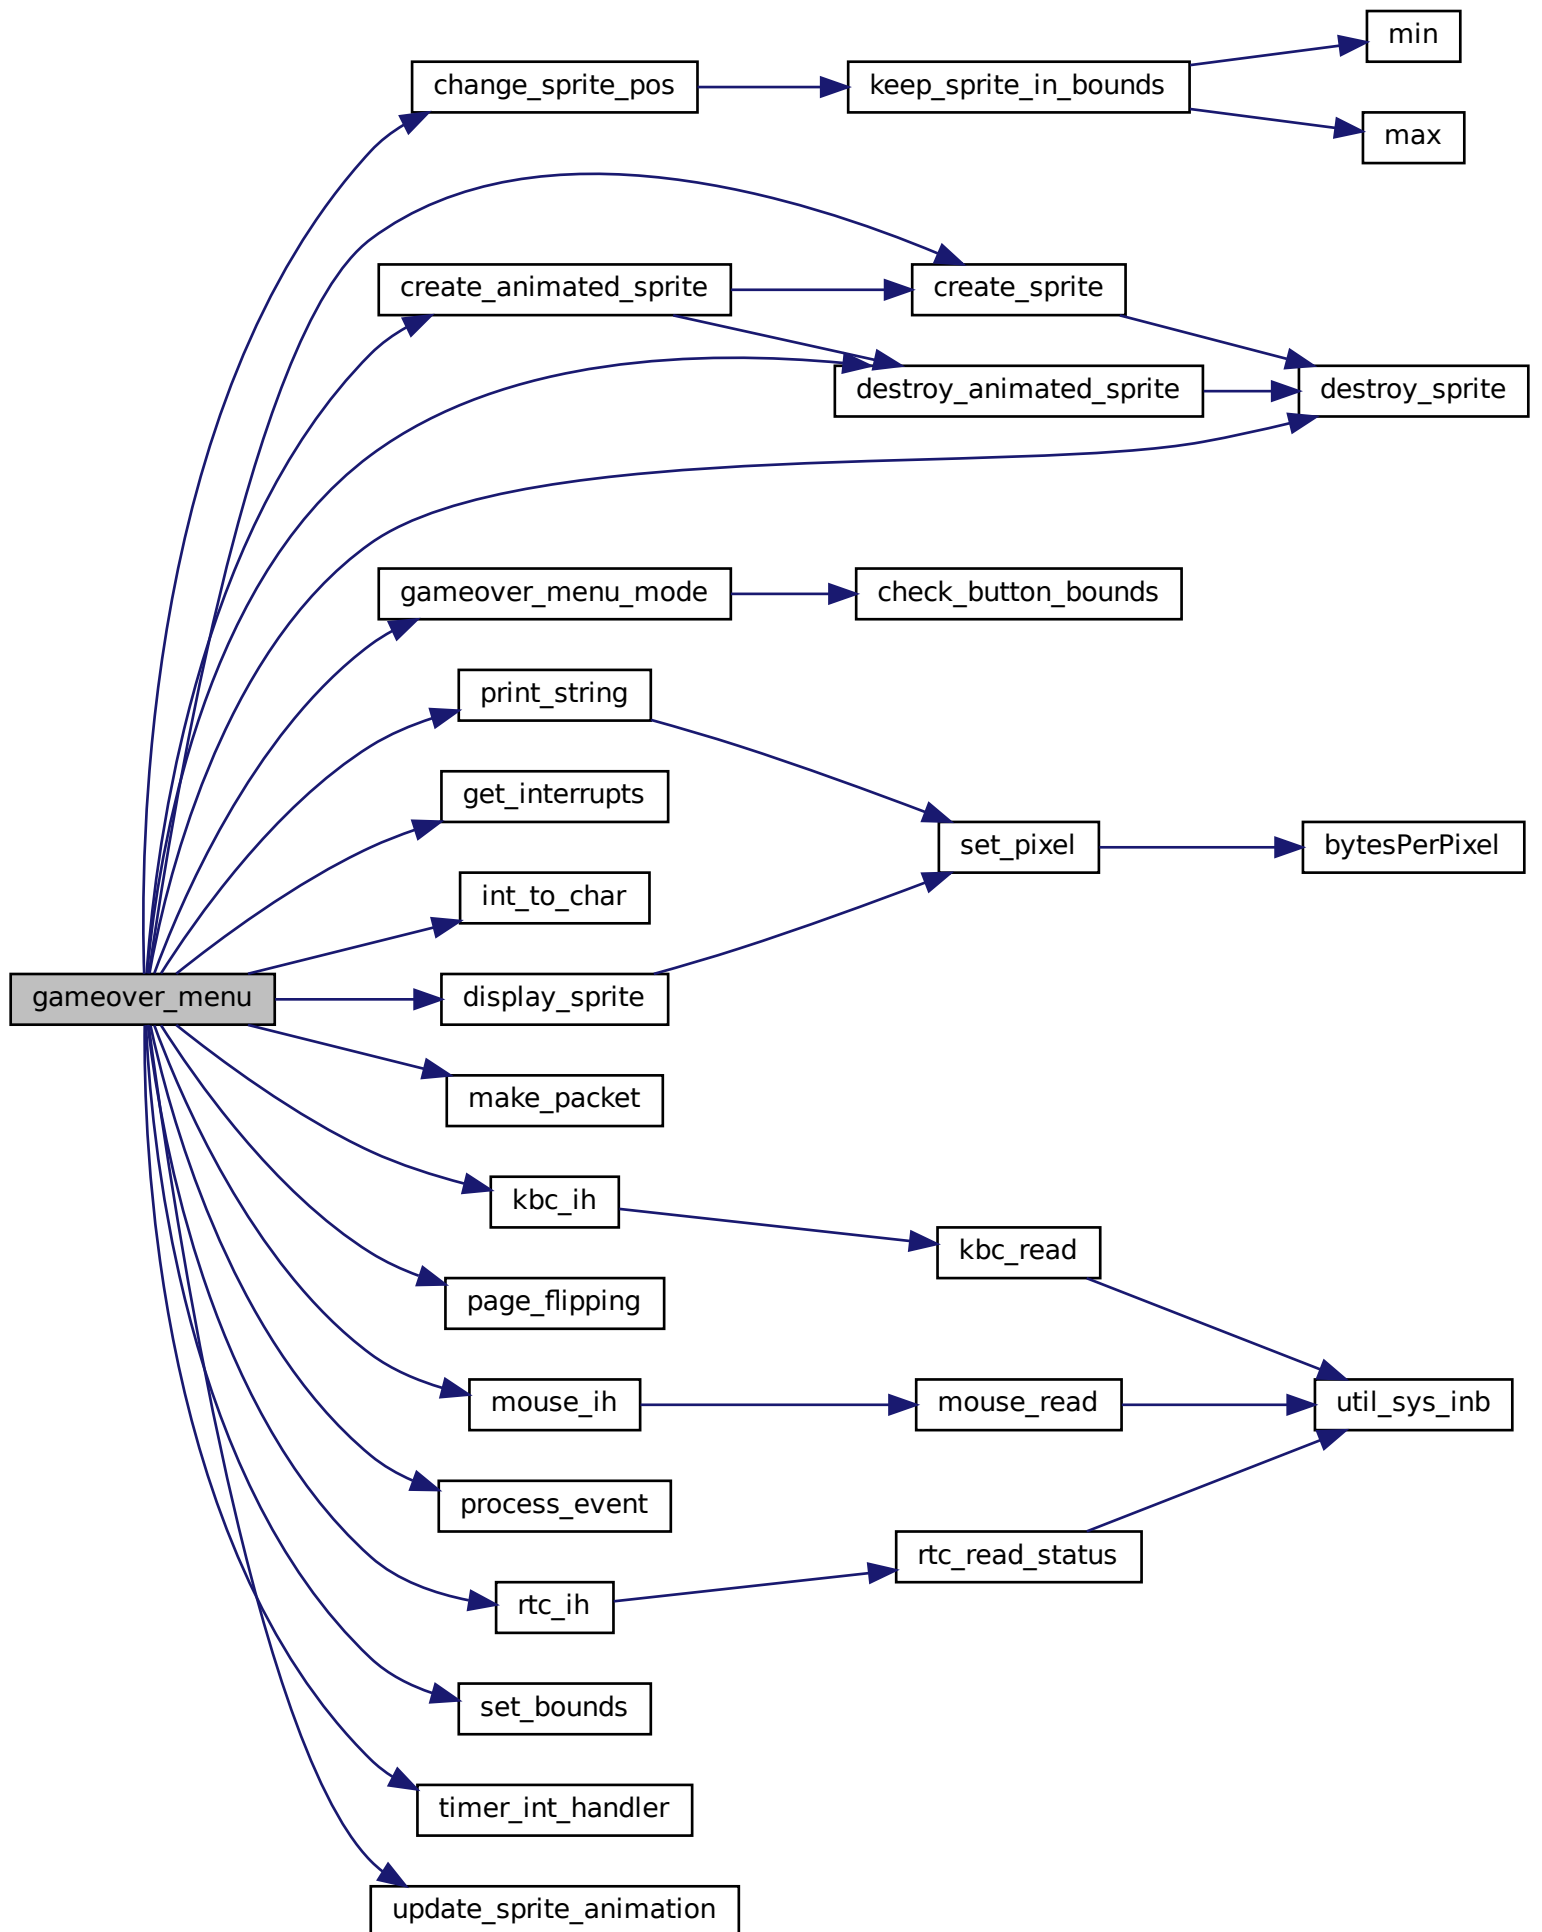 min
change_sprite_pos
keep_sprite_in_bounds
max
create_animated_sprite
create_sprite
destroy_animated_sprite
destroy_sprite
gameover_menu_mode
check_button_bounds
print_string
get_interrupts
set_pixel
bytesPerPixel
int_to_char
gameover_menu
display_sprite
make_packet
kbc_ih
kbc_read
page_flipping
mouse_ih
mouse_read
util_sys_inb
process_event
rtc_read_status
rtc_ih
set_bounds
timer_int_handler
update_sprite_animation